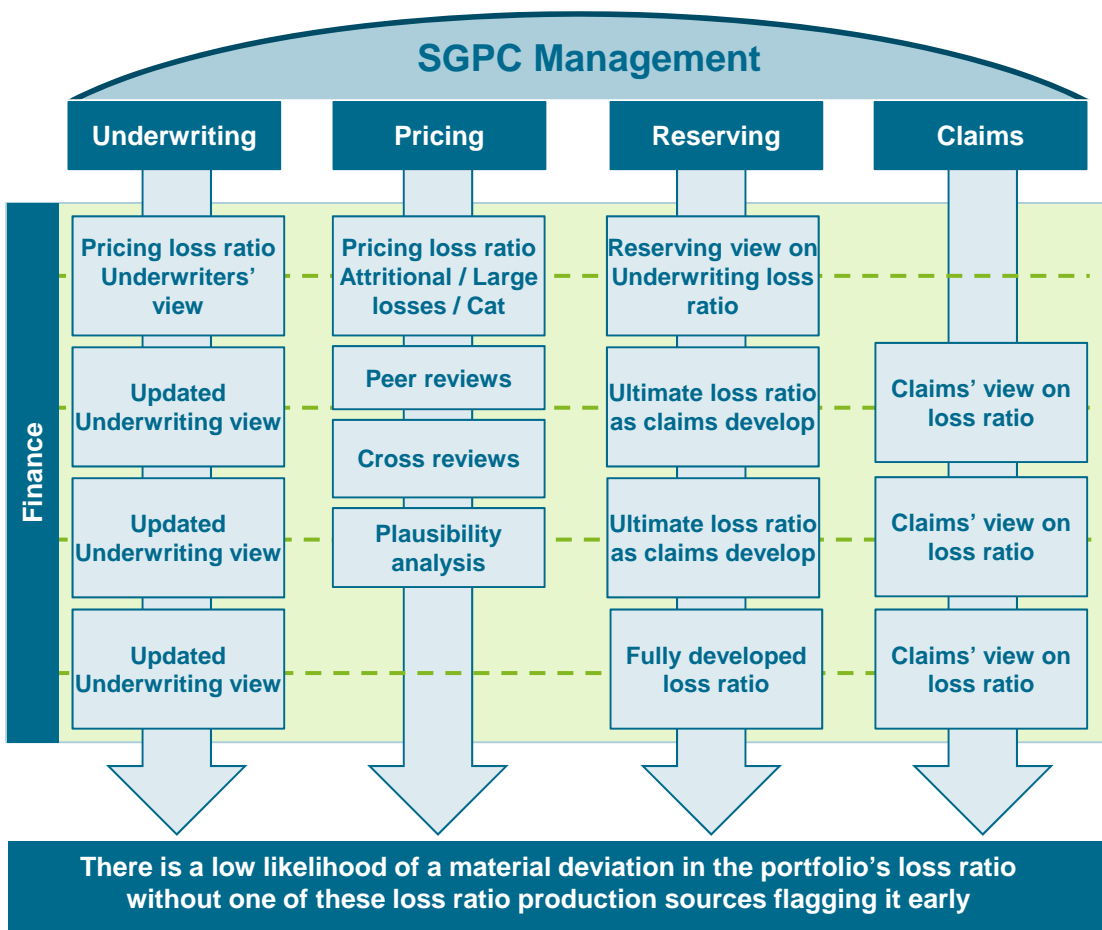 SGPC Management
Underwriting
Pricing
Reserving
Claims
Finance
Pricing loss ratio
Underwriters’
view
Pricing loss ratio
Attritional / Large
losses / Cat
Reserving view on
Underwriting loss
ratio
Updated
Underwriting view
Peer reviews
Cross reviews
Ultimate loss ratio
as claims develop
Claims’ view on
loss ratio
Updated
Underwriting view
Plausibility
analysis
Ultimate loss ratio
as claims develop
Claims’ view on
loss ratio
Updated
Underwriting view
Fully developed
loss ratio
Claims’ view on
loss ratio
There is a low likelihood of a material deviation in the portfolio’s loss ratio
without one of these loss ratio production sources flagging it early